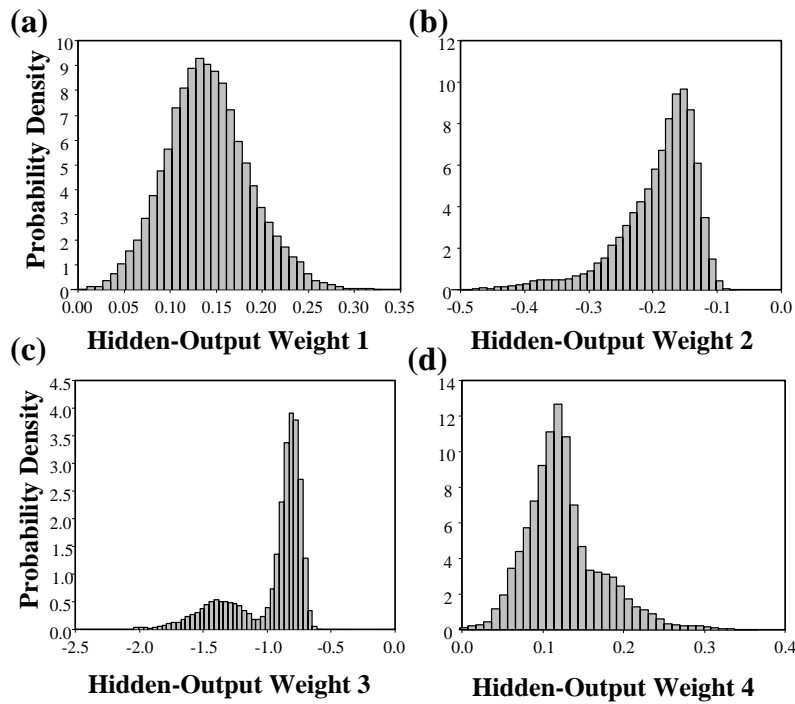 (a)
10
9
8
7
6
5
4
3
2
1
0
Probability Density
0.00 0.05 0.10 0.15 0.20 0.25 0.30 0.35
Hidden-Output Weight 1
(b)
12
10
8
6
4
2
0
-0.5 -0.4 -0.3 -0.2 -0.1 0.0
Hidden-Output Weight 2
(c)
4.5
4.0
3.5
3.0
2.5
2.0
1.5
1.0
0.5
0.0
Probability Density
-2.5 -2.0 -1.5 -1.0 -0.5 0.0
Hidden-Output Weight 3
(d)
14
12
10
8
6
4
2
0
0.0 0.1 0.2 0.3 0.4
Hidden-Output Weight 4